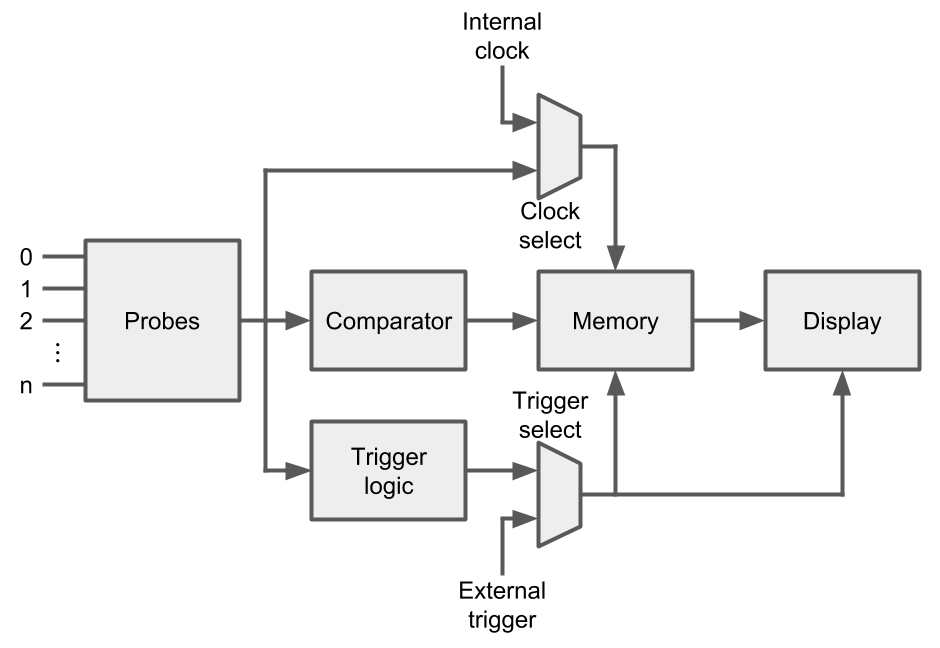 Internal
clock
Clock
select
0
1
2
⋮
n
Probes
Comparator
Memory
Display
Trigger
select
Trigger
logic
External
trigger